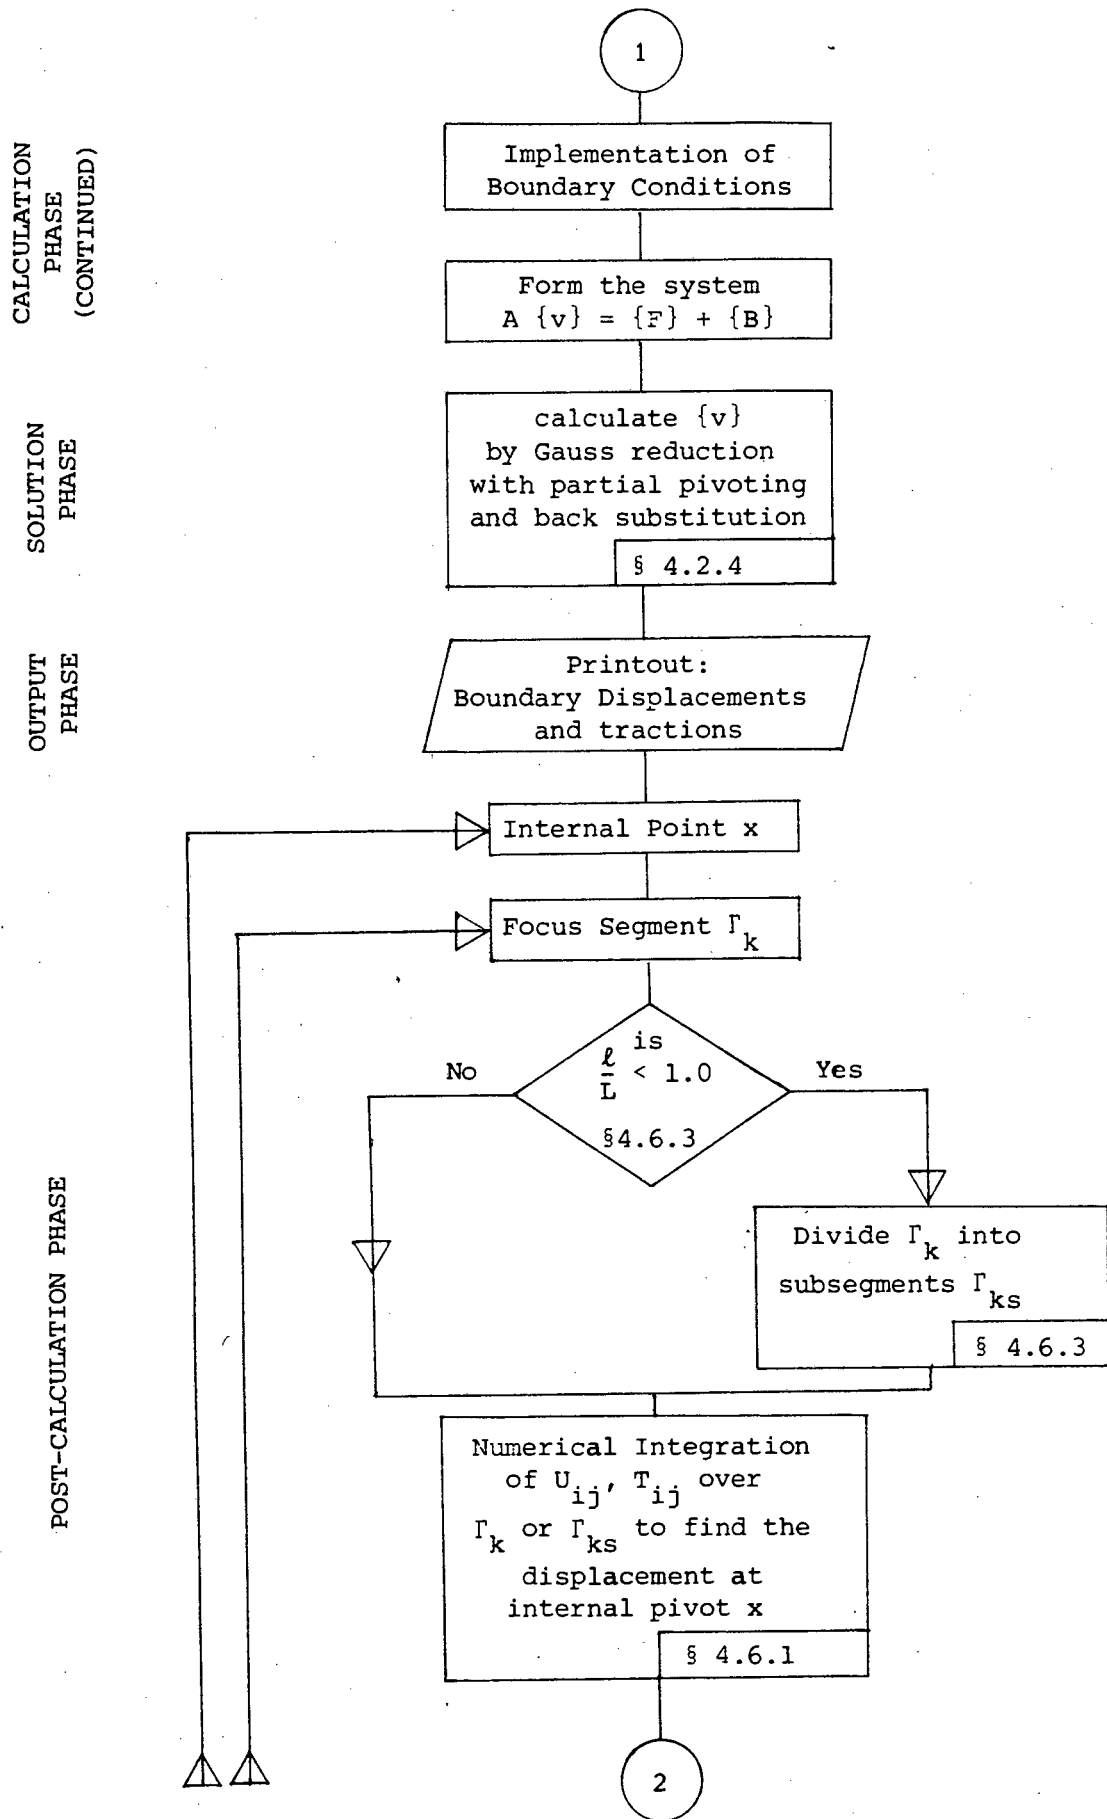 1
CALCULATION
PHASE
(CONTINUED)
Implementation of
Boundary Conditions
Form the system
A {v} = {F} + {B}
SOLUTION
PHASE
calculate {v}
by Gauss reduction
with partial pivoting
and back substitution
§ 4.2.4
OUTPUT
PHASE
Printout:
Boundary Displacements
and tractions
POST-CALCULATION PHASE
Internal Point x
Focus Segment Γk
is
ℓ/L < 1.0
§4.6.3
No
Yes
Divide Γk into
subsegments Γks
§ 4.6.3
Numerical Integration
of Uij, Tij over
Γk or Γks to find the
displacement at
internal pivot x
§ 4.6.1
2